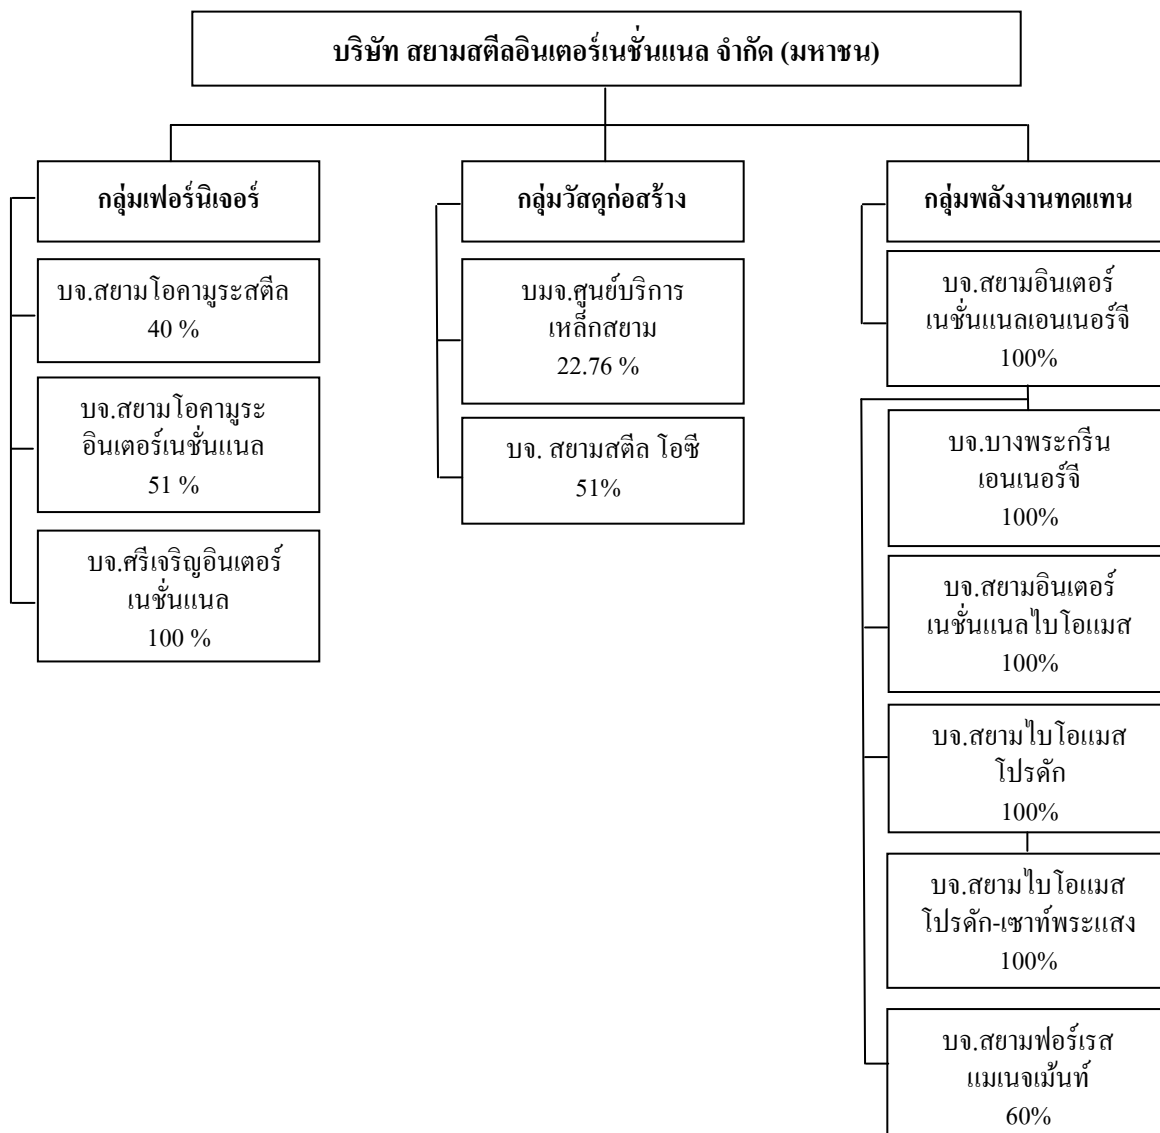 บริษัท สยามสตีลอินเตอร์เนชั่นแนล จำกัด (มหาชน)
กลุ่มเฟอร์นิเจอร์
บจ.สยามโอคามูระสตีล
40 %
บจ.สยามโอคามูระ
อินเตอร์เนชั่นแนล
51 %
บจ.ศรีเจริญอินเตอร์
เนชั่นแนล
100 %
กลุ่มวัสดุก่อสร้าง
บมจ.ศูนย์บริการ
เหล็กสยาม
22.76 %
บจ. สยามสตีล โอซี
51%
กลุ่มพลังงานทดแทน
บจ.สยามอินเตอร์
เนชั่นแนลเอนเนอร์จี
100%
บจ.บางพระกรีน
เอนเนอร์จี
100%
บจ.สยามอินเตอร์
เนชั่นแนลไบโอแมส
100%
บจ.สยามไบโอแมส
โปรดัก
100%
บจ.สยามไบโอแมส
โปรดัก-เซาท์พระแสง
100%
บจ.สยามฟอร์เรส
แมเนจเม้นท์
60%